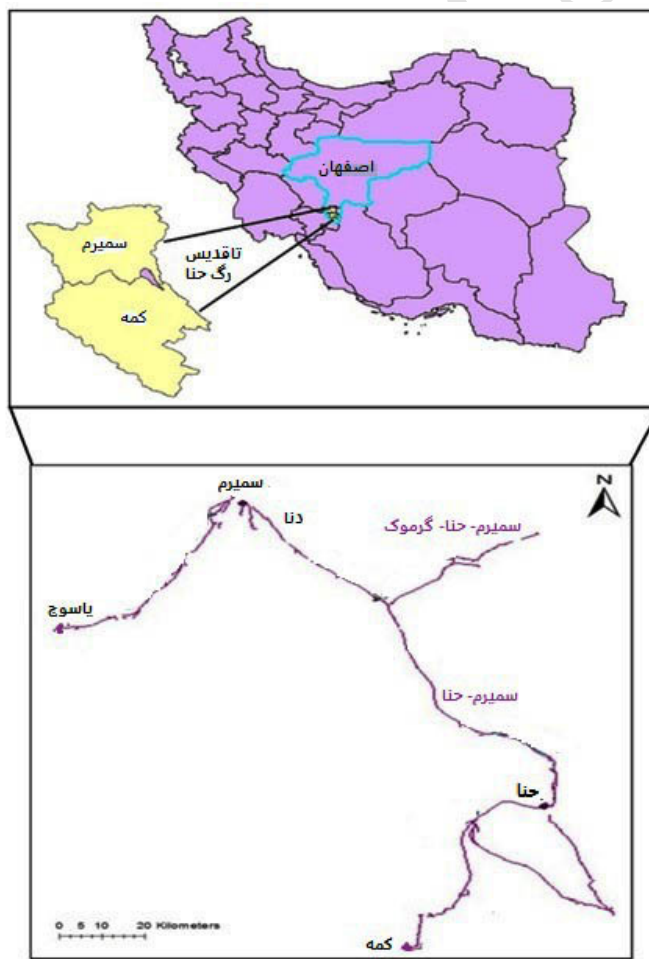 اصفهان
سمیرم
تاقدیس
رگ حنا
کمه
سمیرم
دنا
سمیرم- حنا- گرموک
N
یاسوج
سمیرم- حنا
حنا
0 5 10 20 Kilometers
کمه